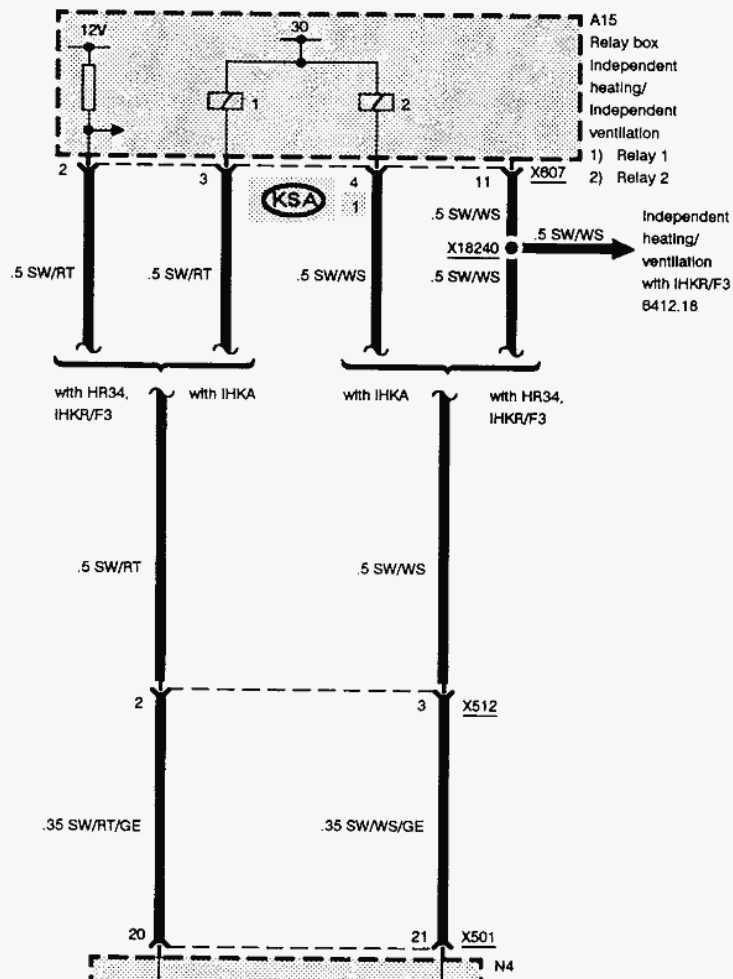 12V
30
1
2
A15
Relay box
Independent
heating/
Independent
ventilation
1) Relay 1
2) Relay 2
2
3
4
11
X607
KSA
1
.5 SW/RT
.5 SW/RT
.5 SW/WS
.5 SW/WS
X18240
.5 SW/WS
.5 SW/WS
Independent
heating/
ventilation
with IHKR/F3
6412.18
with HR34,
IHKR/F3
with IHKA
with IHKA
with HR34,
IHKR/F3
.5 SW/RT
.5 SW/WS
2
3
X512
.35 SW/RT/GE
.35 SW/WS/GE
20
21
X501
N4